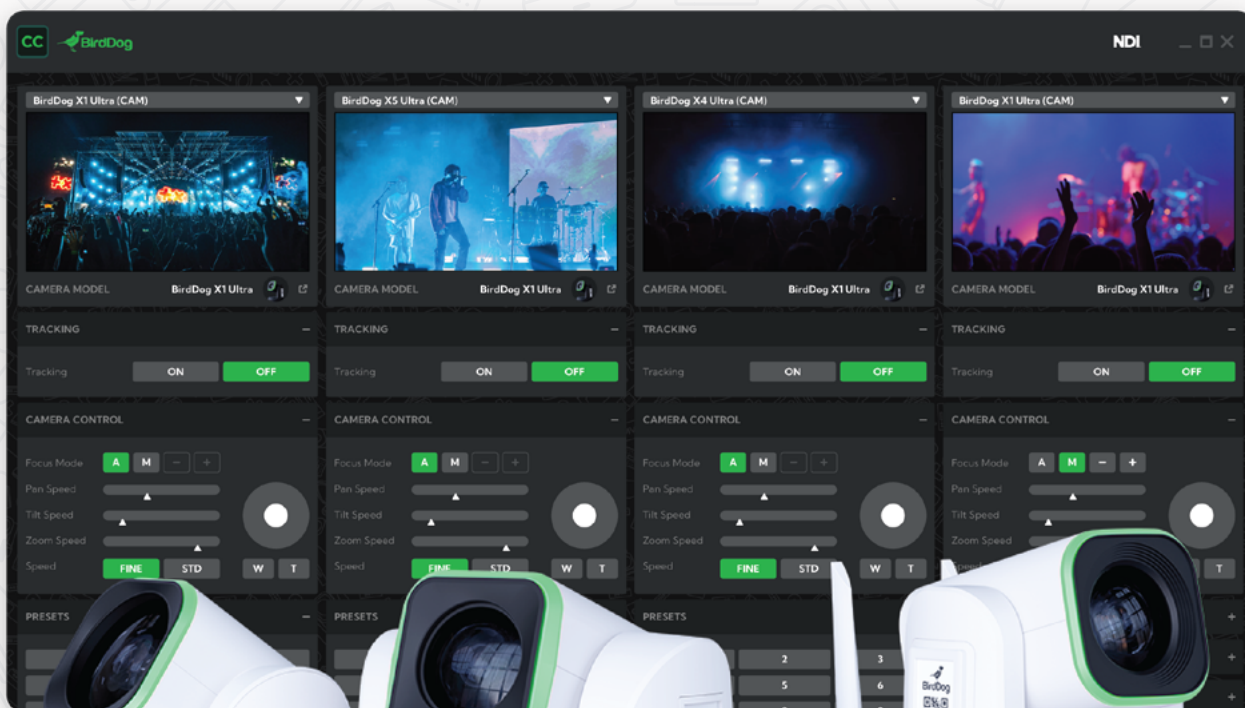 CC BirdDog NDI
BirdDog X1 Ultra (CAM) BirdDog X5 Ultra (CAM) BirdDog X4 Ultra (CAM) BirdDog X1 Ultra (CAM)
CAMERA MODEL BirdDog X1 Ultra CAMERA MODEL BirdDog X1 Ultra CAMERA MODEL BirdDog X1 Ultra CAMERA MODEL BirdDog X1 Ultra
TRACKING TRACKING TRACKING TRACKING
Tracking ON OFF Tracking ON OFF Tracking ON OFF Tracking ON OFF
CAMERA CONTROL CAMERA CONTROL CAMERA CONTROL CAMERA CONTROL
Focus Mode A M - + Focus Mode A M - + Focus Mode A M - + Focus Mode A M - +
Pan Speed Pan Speed Pan Speed Pan Speed
Tilt Speed Tilt Speed Tilt Speed Tilt Speed
Zoom Speed Zoom Speed Zoom Speed Zoom Speed
Speed FINE STD W T Speed FINE STD W T Speed FINE STD W T Speed T
PRESETS PRESETS PRESETS
2 3
5 6
BirdDog